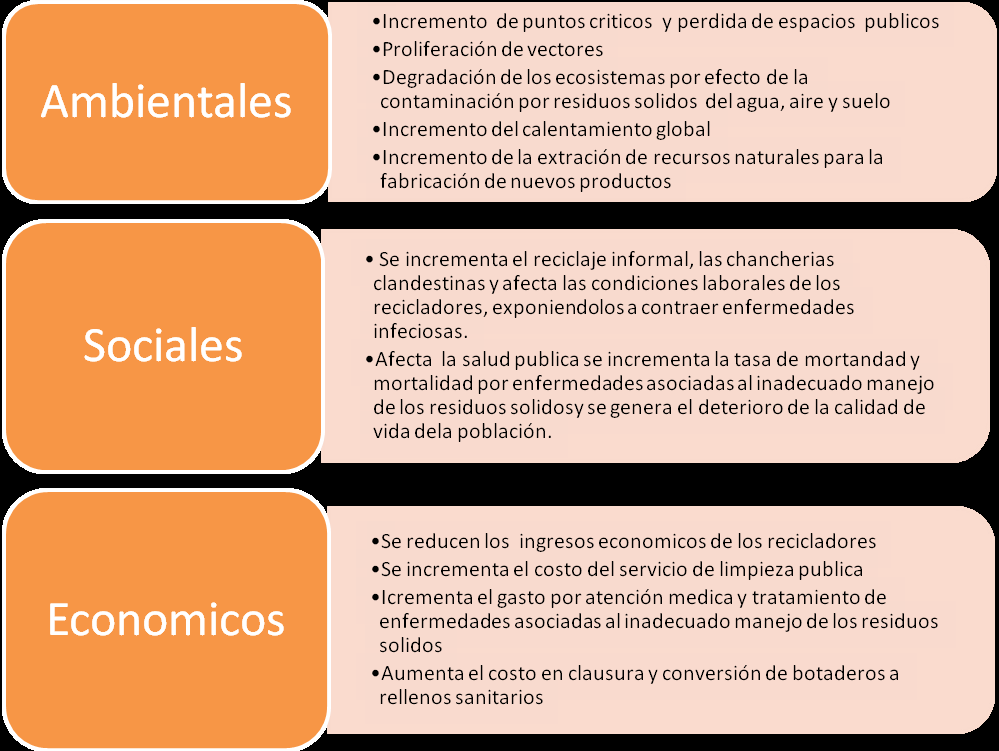 Ambientales
•Incremento de puntos criticos y perdida de espacios publicos
•Proliferación de vectores
•Degradación de los ecosistemas por efecto de la
contaminación por residuos solidos del agua, aire y suelo
•Incremento del calentamiento global
•Incremento de la extración de recursos naturales para la
fabricación de nuevos productos
Sociales
• Se incrementa el reciclaje informal, las chancherias
clandestinas y afecta las condiciones laborales de los
recicladores, exponiendolos a contraer enfermedades
infeciosas.
•Afecta la salud publica se incrementa la tasa de mortandad y
mortalidad por enfermedades asociadas al inadecuado manejo
de los residuos solidosy se genera el deterioro de la calidad de
vida dela población.
Economicos
•Se reducen los ingresos economicos de los recicladores
•Se incrementa el costo del servicio de limpieza publica
•Icrementa el gasto por atención medica y tratamiento de
enfermedades asociadas al inadecuado manejo de los residuos
solidos
•Aumenta el costo en clausura y conversión de botaderos a
rellenos sanitarios